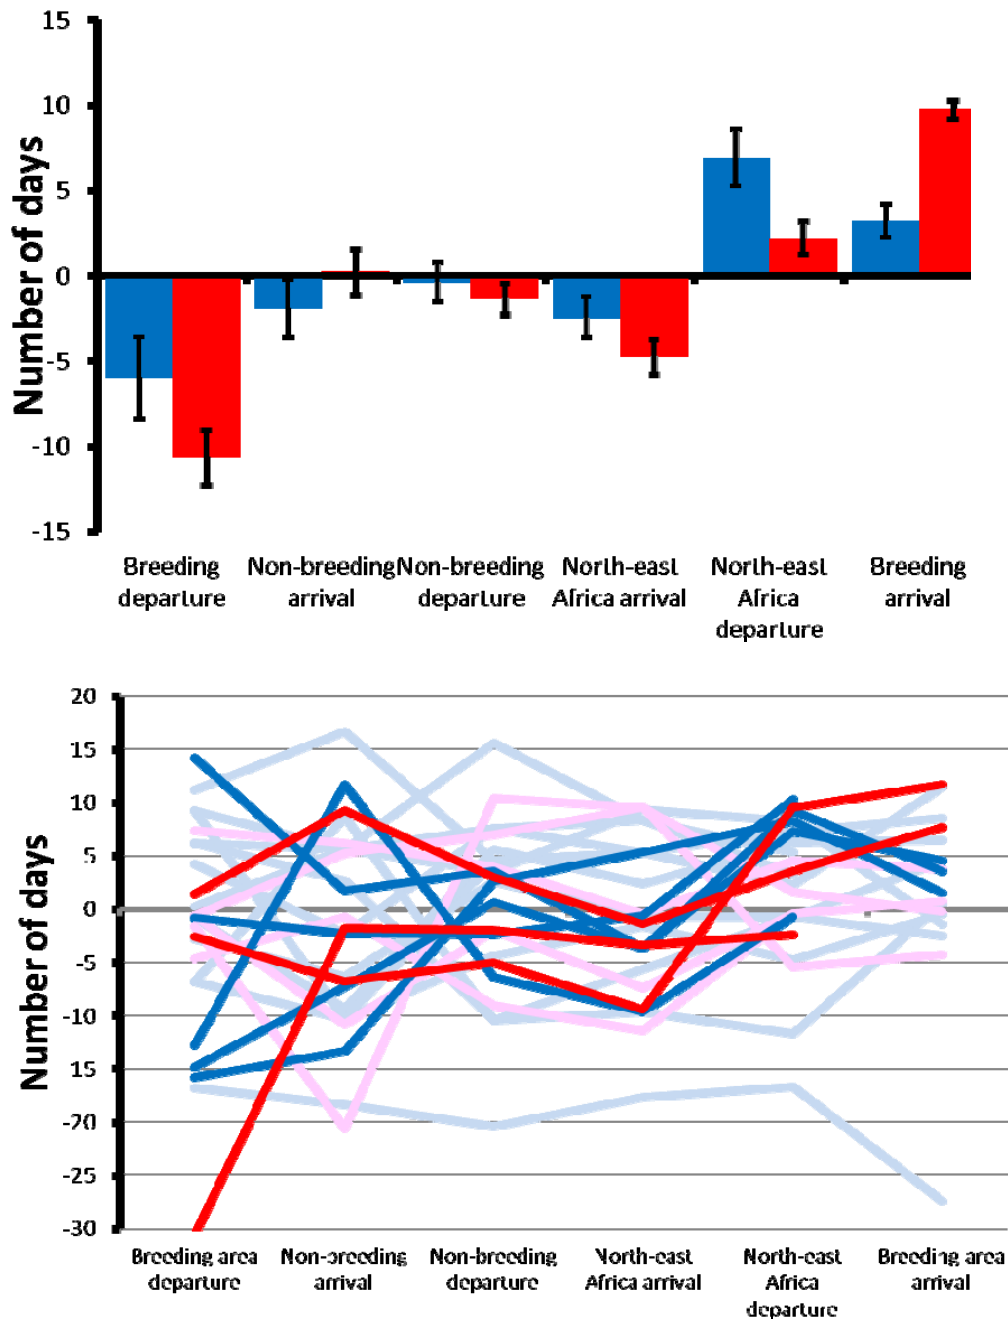 15
10
5
0
-5
-10
-15
Number of days
Breeding departure
Non-breeding arrival
Non-breeding departure
North-east Africa arrival
North-east Africa departure
Breeding arrival
20
15
10
5
0
-5
-10
15
-20
-25
-30
Number of days
Breeding area departure
Non-breeding arrival
Non-breeding departure
North-east Africa arrival
North-east Africa departure
Breeding area arrival